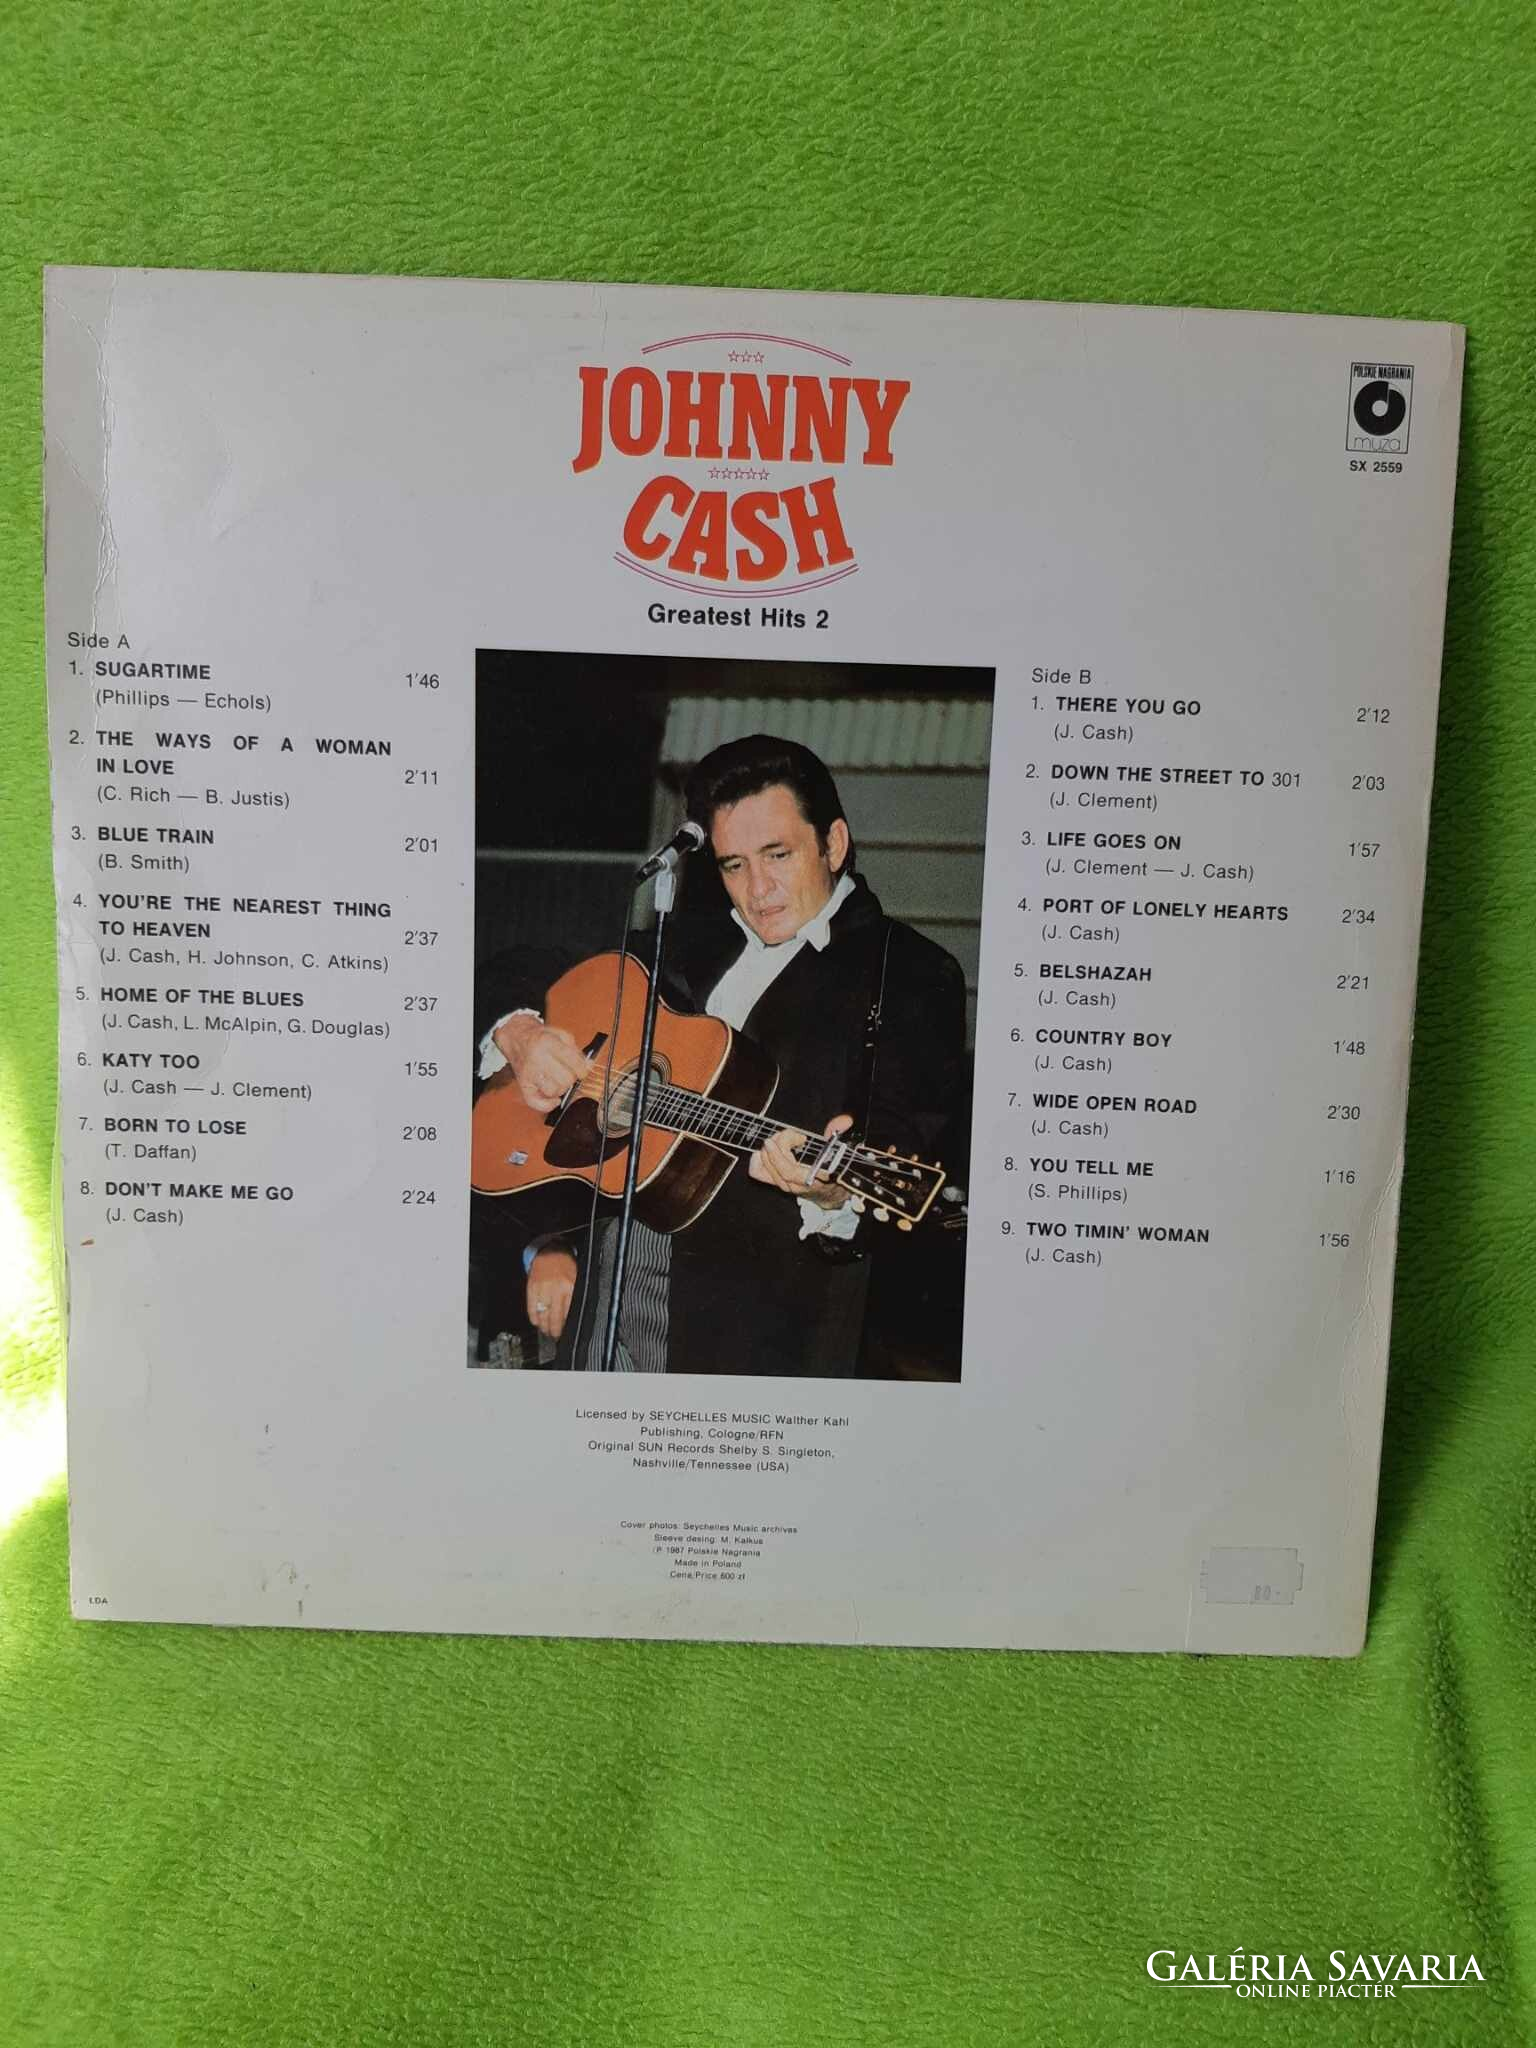 JOHNNY
CASH
Greatest Hits 2
POLSKIE NAGRANIA
muza
SX 2559
Side A
1. SUGARTIME 1'46
(Phillips — Echols)
2. THE WAYS OF A WOMAN
IN LOVE 2'11
(C. Rich — B. Justis)
3. BLUE TRAIN 2'01
(B. Smith)
4. YOU'RE THE NEAREST THING
TO HEAVEN 2'37
(J. Cash, H. Johnson, C. Atkins)
5. HOME OF THE BLUES 2'37
(J. Cash, L. McAlpin, G. Douglas)
6. KATY TOO 1'55
(J. Cash — J. Clement)
7. BORN TO LOSE 2'08
(T. Daffan)
8. DON'T MAKE ME GO 2'24
(J. Cash)
Side B
1. THERE YOU GO 2'12
(J. Cash)
2. DOWN THE STREET TO 301 2'03
(J. Clement)
3. LIFE GOES ON 1'57
(J. Clement — J. Cash)
4. PORT OF LONELY HEARTS 2'34
(J. Cash)
5. BELSHAZAH 2'21
(J. Cash)
6. COUNTRY BOY 1'48
(J. Cash)
7. WIDE OPEN ROAD 2'30
(J. Cash)
8. YOU TELL ME 1'16
(S. Phillips)
9. TWO TIMIN' WOMAN 1'56
(J. Cash)
Licensed by SEYCHELLES MUSIC Walther Kahl
Publishing, Cologne/RFN
Original SUN Records Shelby S. Singleton,
Nashville/Tennessee (USA)
Cover photos: Seychelles Music archives
Sleeve desing: M. Kalkus
P 1987 Polskie Nagrania
Made in Poland
Cena/Price 600 zł
LDA
80.-
GALÉRIA SAVARIA
ONLINE PIACTÉR